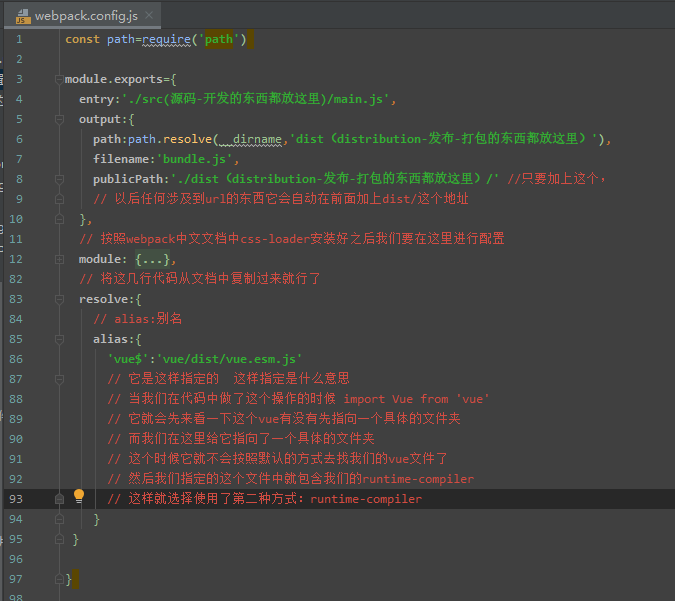 webpack.config.js
1 const path=require('path')
2
3 module.exports={
4 entry:'./src(源码-开发的东西都放这里)/main.js',
5 output:{
6 path:path.resolve(__dirname,'dist（distribution-发布-打包的东西都放这里）'),
7 filename:'bundle.js',
8 publicPath:'./dist（distribution-发布-打包的东西都放这里）/' //只要加上这个，
9 // 以后任何涉及到url的东西它会自动在前面加上dist/这个地址
10 },
11 // 按照webpack中文文档中css-loader安装好之后我们要在这里进行配置
12 module: {...},
82 // 将这几行代码从文档中复制过来就行了
83 resolve:{
84 // alias:别名
85 alias:{
86 'vue$':'vue/dist/vue.esm.js'
87 // 它是这样指定的 这样指定是什么意思
88 // 当我们在代码中做了这个操作的时候 import Vue from 'vue'
89 // 它就会先来看一下这个vue有没有先指向一个具体的文件夹
90 // 而我们在这里给它指向了一个具体的文件夹
91 // 这个时候它就不会按照默认的方式去找我们的vue文件了
92 // 然后我们指定的这个文件中就包含我们的runtime-compiler
93 // 这样就选择使用了第二种方式：runtime-compiler
94 }
95 }
96
97 }
98